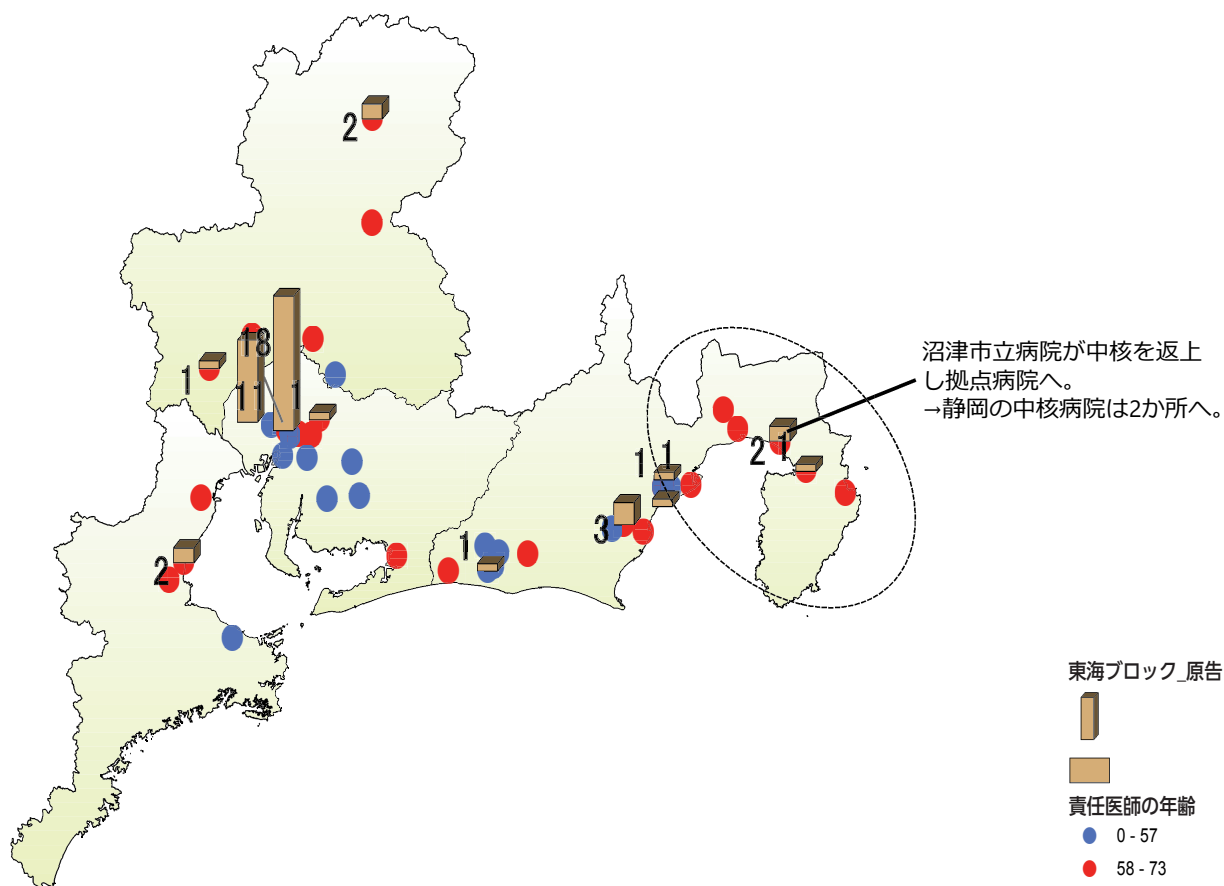 2
18
1
11
1
沼津市立病院が中核を返上
し拠点病院へ。
→静岡の中核病院は2か所へ。
2
1
1
1
3
1
2
東海ブロック_原告
責任医師の年齢
0 - 57
58 - 73